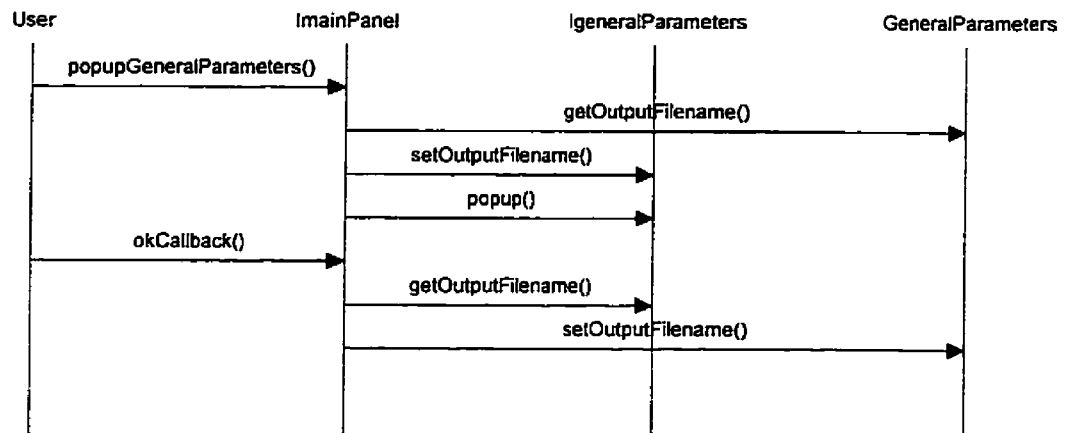 User ImainPanel IgeneralParameters GeneralParameters
popupGeneralParameters()
getOutputFilename()
setOutputFilename()
popup()
okCallback()
getOutputFilename()
setOutputFilename()